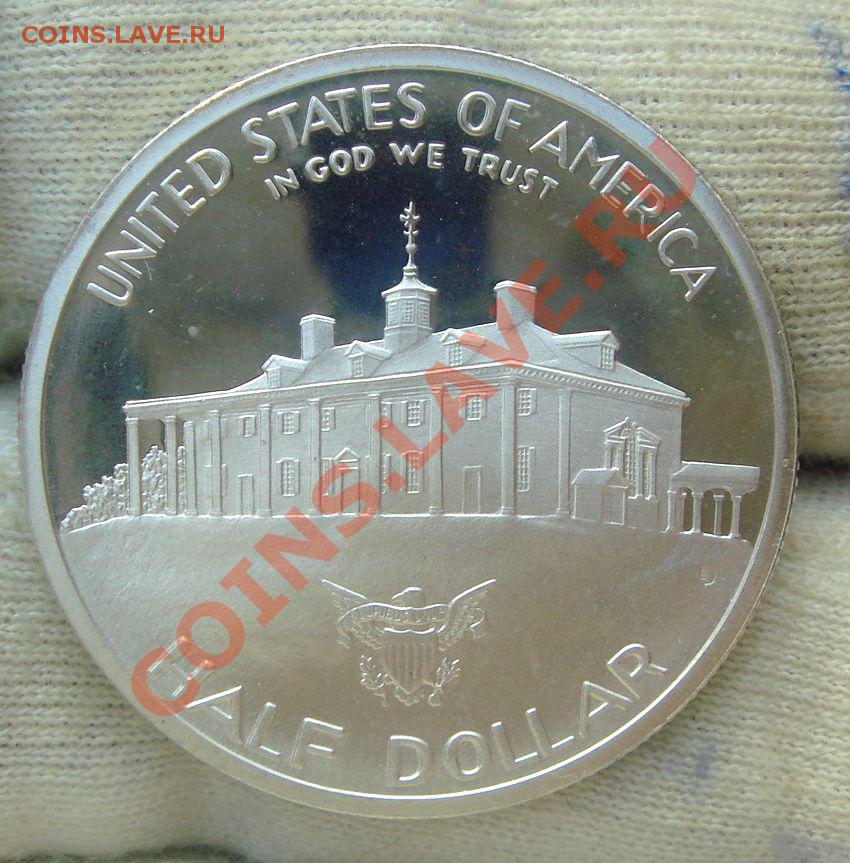 COINS.LAVE.RU
UNITED STATES OF AMERICA
IN GOD WE TRUST
COINS.LAVE.RU
HALF DOLLAR